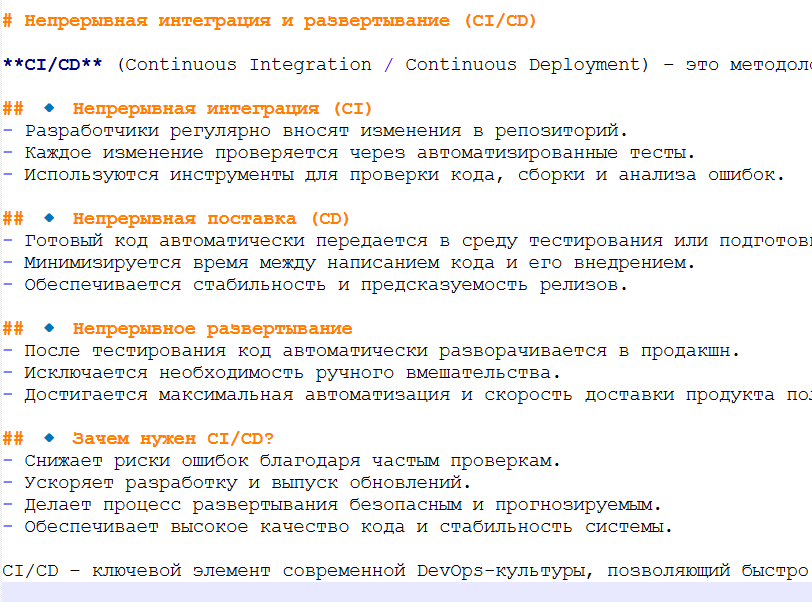 # Непрерывная интеграция и развертывание (CI/CD)
**CI/CD** (Continuous Integration / Continuous Deployment) – это
## 🔹 Непрерывная интеграция (CI)
- Разработчики регулярно вносят изменения в репозиторий.
- Каждое изменение проверяется через автоматизированные тесты.
- Используются инструменты для проверки кода, сборки и анализа ошибок.
## 🔹 Непрерывная поставка (CD)
- Готовый код автоматически передается в среду тестирования или
- Минимизируется время между написанием кода и его внедрением.
- Обеспечивается стабильность и предсказуемость релизов.
## 🔹 Непрерывное развертывание
- После тестирования код автоматически разворачивается в продакшн.
- Исключается необходимость ручного вмешательства.
- Достигается максимальная автоматизация и скорость доставки продукта
## 🔹 Зачем нужен CI/CD?
- Снижает риски ошибок благодаря частым проверкам.
- Ускоряет разработку и выпуск обновлений.
- Делает процесс развертывания безопасным и прогнозируемым.
- Обеспечивает высокое качество кода и стабильность системы.
CI/CD – ключевой элемент современной DevOps-культуры, позволяющий быстро